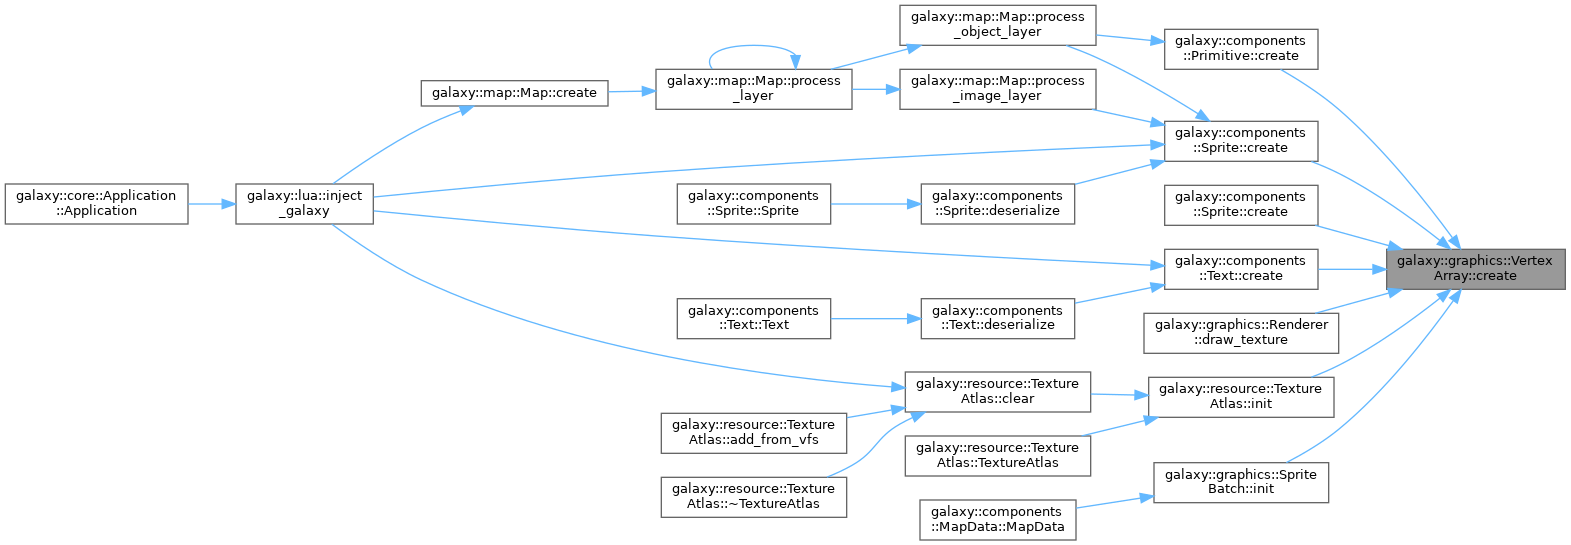 galaxy::map::Map::process
_object_layer
galaxy::components
::Primitive::create
galaxy::map::Map::process
_layer
galaxy::map::Map::process
_image_layer
galaxy::map::Map::create
galaxy::components
::Sprite::create
galaxy::core::Application
::Application
galaxy::lua::inject
_galaxy
galaxy::components
::Sprite::Sprite
galaxy::components
::Sprite::deserialize
galaxy::components
::Sprite::create
galaxy::graphics::Vertex
Array::create
galaxy::components
::Text::create
galaxy::components
::Text::Text
galaxy::components
::Text::deserialize
galaxy::graphics::Renderer
::draw_texture
galaxy::resource::Texture
Atlas::clear
galaxy::resource::Texture
Atlas::init
galaxy::resource::Texture
Atlas::add_from_vfs
galaxy::resource::Texture
Atlas::TextureAtlas
galaxy::resource::Texture
Atlas::~TextureAtlas
galaxy::graphics::Sprite
Batch::init
galaxy::components
::MapData::MapData